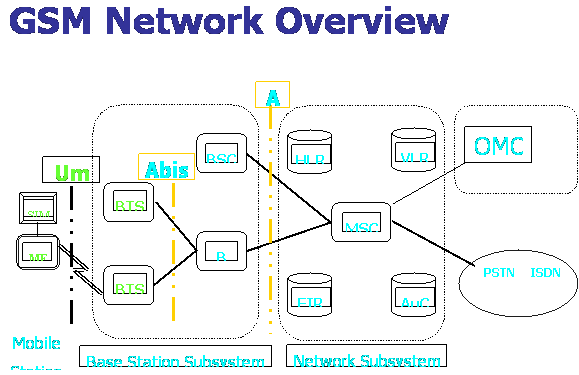 GSM Network Overview
A
Um
Abis
BSC
HLR
VLR
OMC
SIM
BTS
MSC
ME
B
BTS
EIR
AuC
PSTN ISDN
Mobile
Station
Base Station Subsystem
Network Subsystem